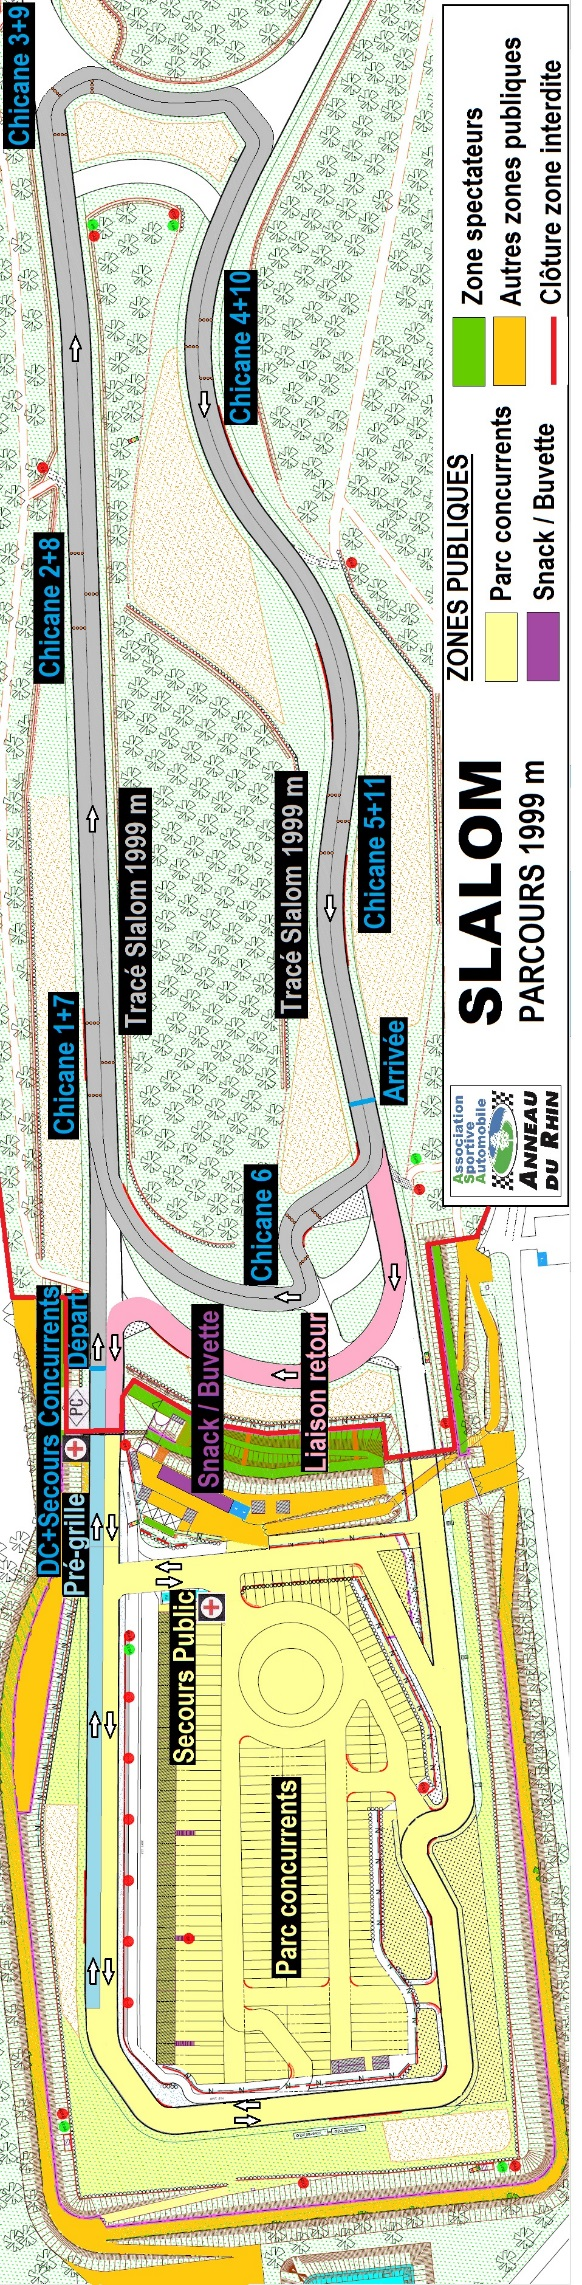 Chicane 3+9
Chicane 4+10
Chicane 2+8
Tracé Slalom 1999 m
Tracé Slalom 1999 m
Chicane 5+11
Chicane 1+7
Arrivée
Chicane 6
Départ
DC+Secours Concurrents
PC
Snack / Buvette
Liaison retour
Pré-grille
Secours Public
Parc concurrents
SLALOM
PARCOURS 1999 m
ZONES PUBLIQUES
Parc concurrents
Snack / Buvette
Zone spectateurs
Autres zones publiques
Clôture zone interdite
Association
Sportive
Automobile
ANNEAU
DU RHIN